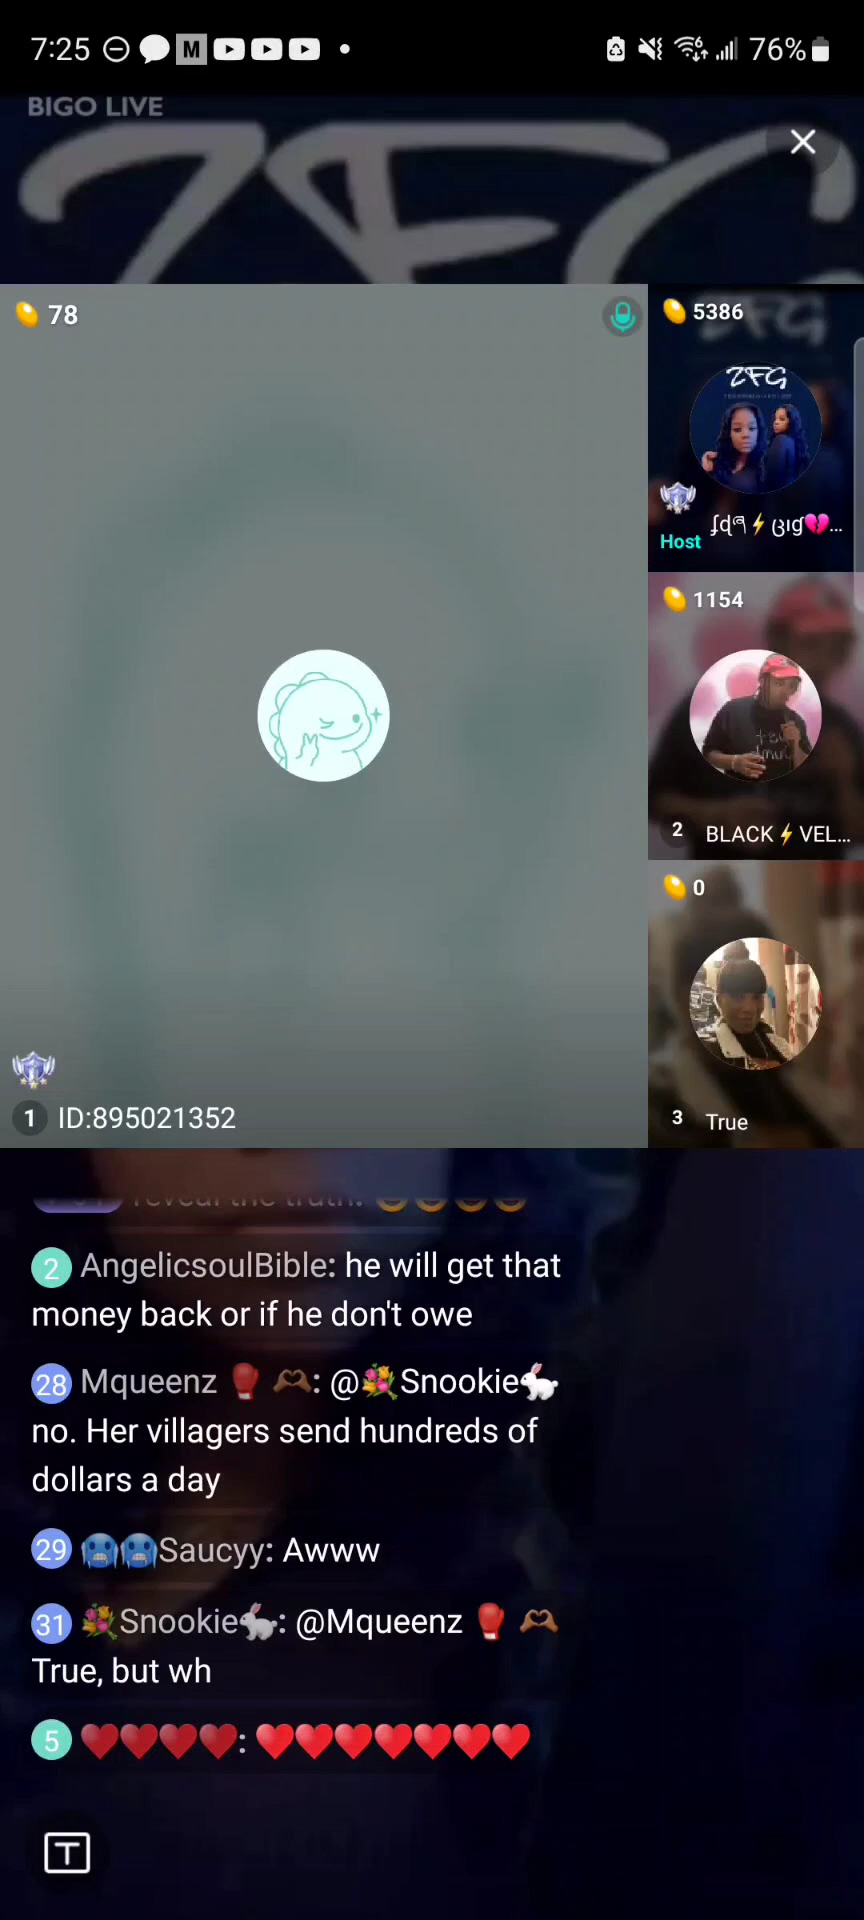 7:25 M 76%
BIGO LIVE
ZFG
78
5386
ZFG
Host
1154
2 BLACK⚡VEL...
0
3 True
1 ID:895021352
reveal the truth.
2 AngelicsoulBible: he will get that
money back or if he don't owe
28 Mqueenz 🥊 🫶🏾: @💐Snookie🐇
no. Her villagers send hundreds of
dollars a day
29 🥶🥶Saucyy: Awww
31 💐Snookie🐇: @Mqueenz 🥊 🫶🏾
True, but wh
5 ♥️♥️♥️♥️: ♥️♥️♥️♥️♥️♥️♥️
T